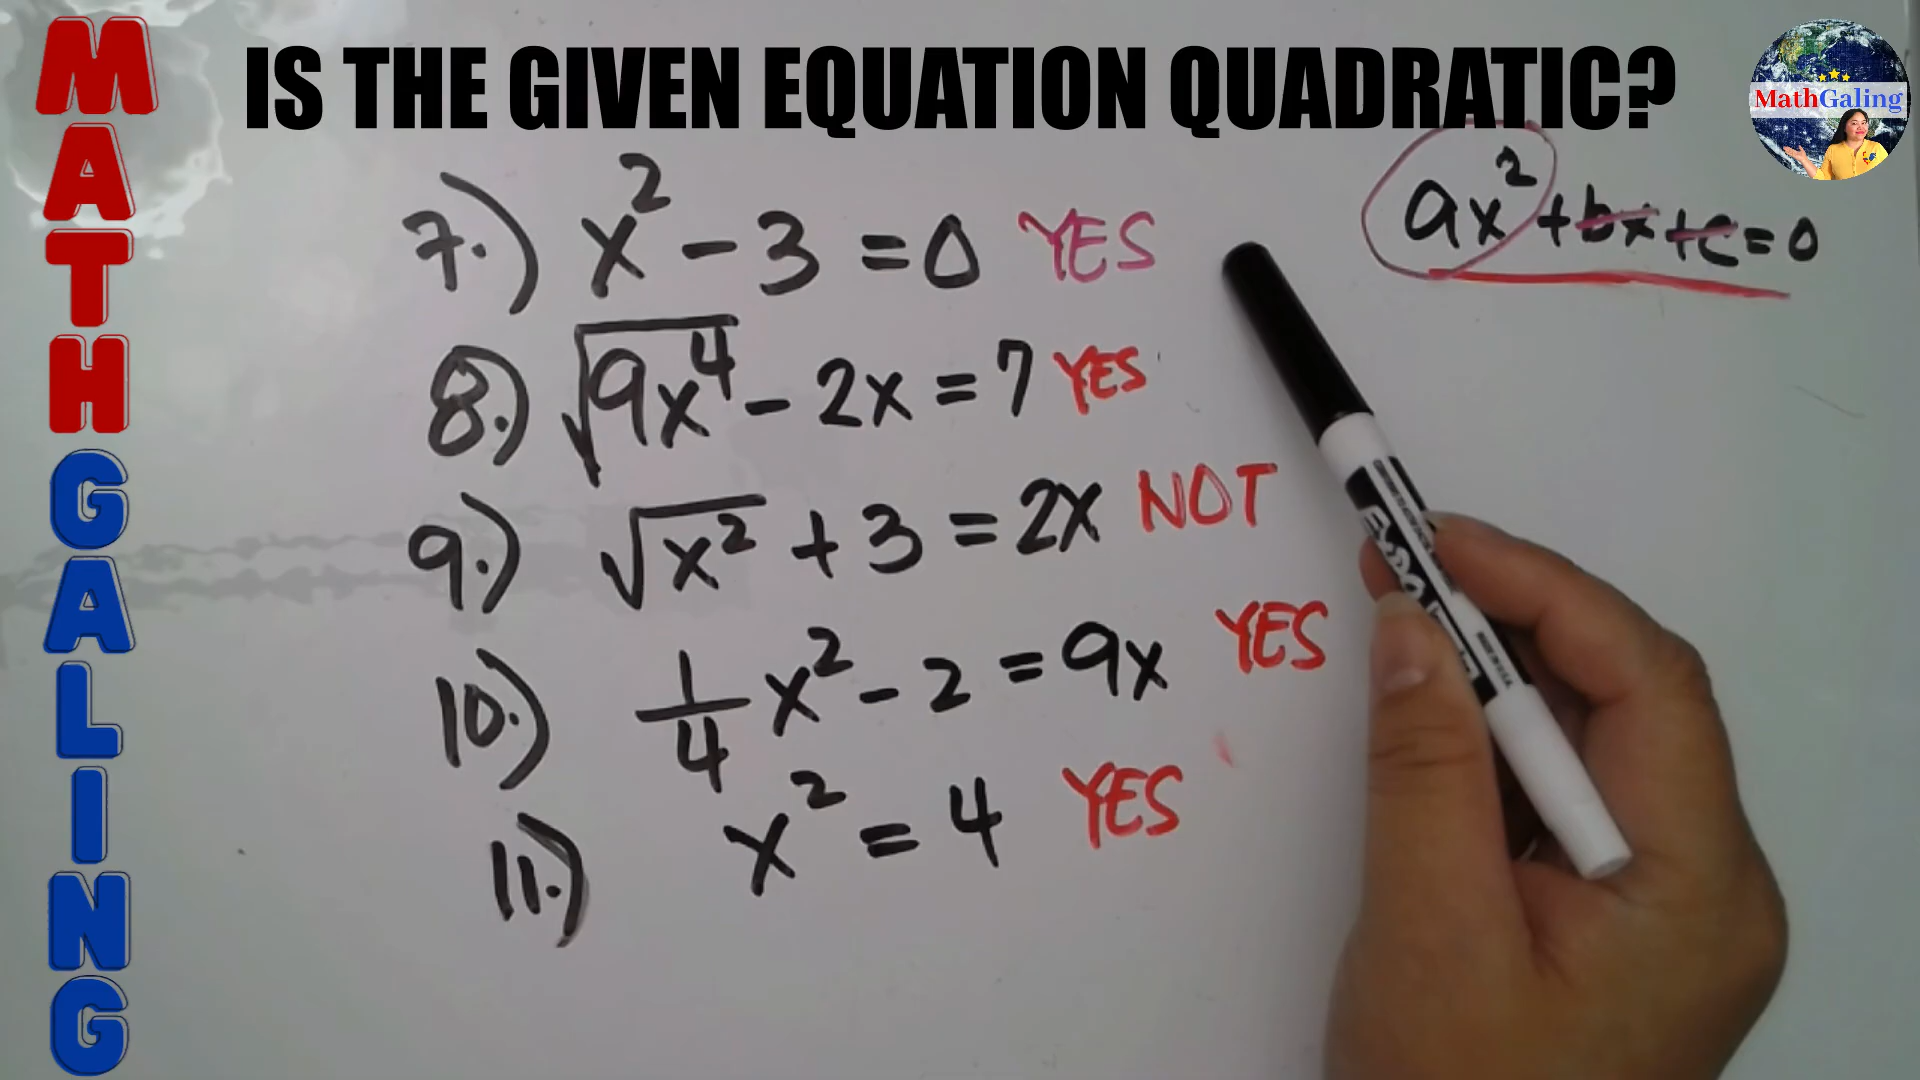 MATH GALING
IS THE GIVEN EQUATION QUADRATIC?
MathGaling
ax² + bx + c = 0
7.) x² - 3 = 0 YES
8.) √9x⁴ - 2x = 7 YES
9.) √x² + 3 = 2x NOT
10.) 1/4 x² - 2 = 9x YES
11.) x² = 4 YES
EXPO